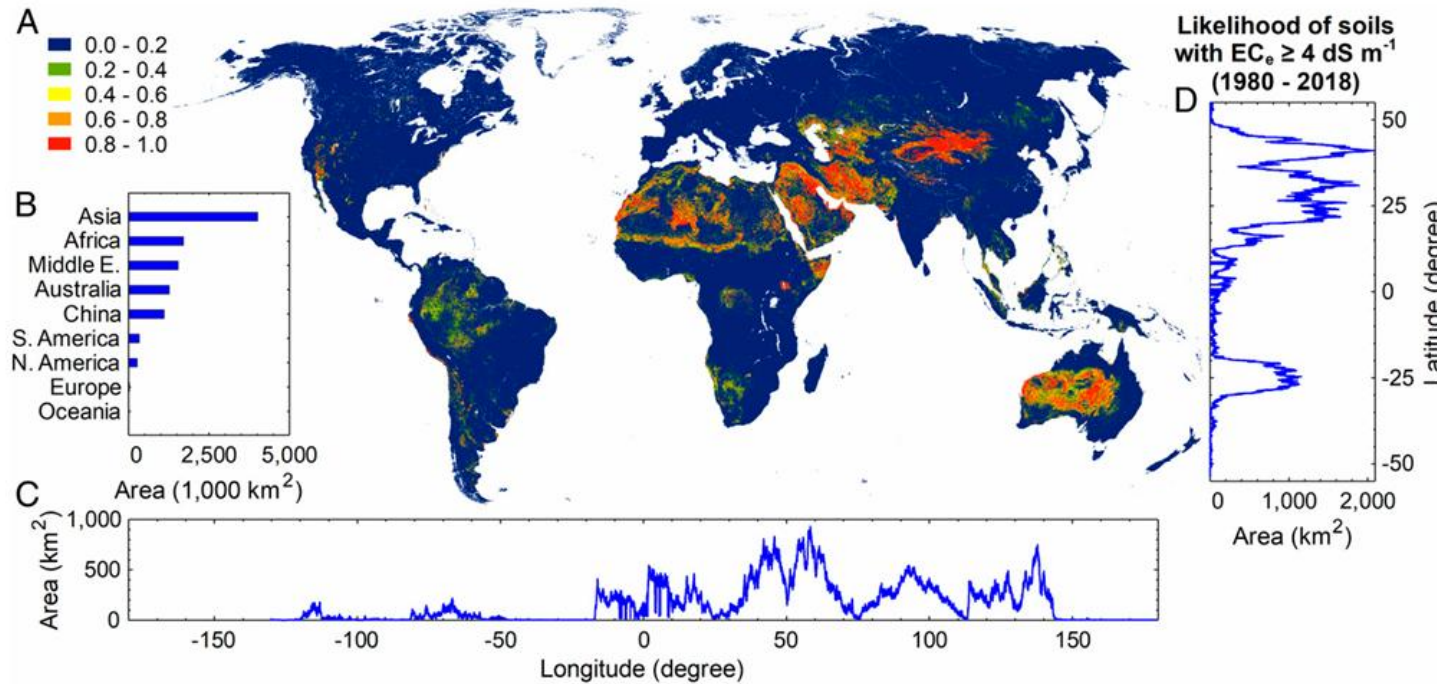 A
0.0 - 0.2
0.2 - 0.4
0.4 - 0.6
0.6 - 0.8
0.8 - 1.0
Likelihood of soils
with ECe ≥ 4 dS m-1
(1980 - 2018)
B
Asia
Africa
Middle E.
Australia
China
S. America
N. America
Europe
Oceania
0 2,500 5,000
Area (1,000 km2)
D
50
25
0
-25
-50
Latitude (degree)
0 1,000 2,000
Area (km2)
C
1,000
500
0
Area (km2)
-150 -100 -50 0 50 100 150
Longitude (degree)